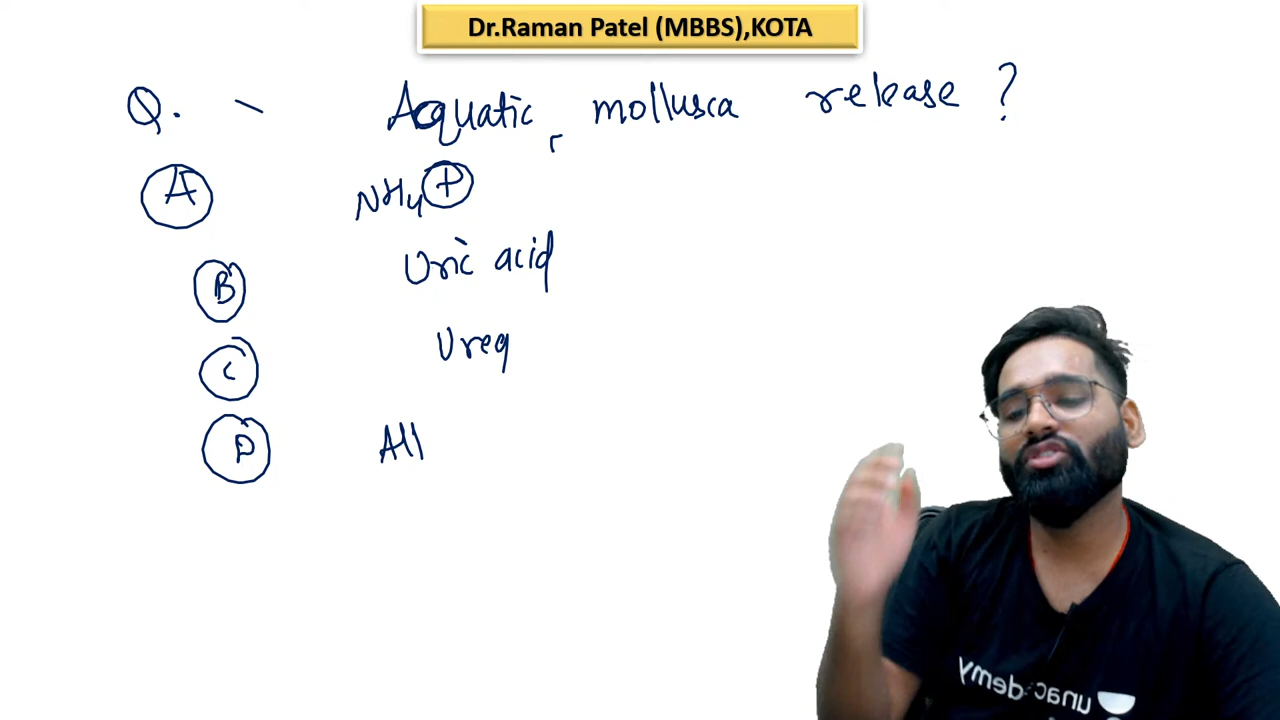 Dr.Raman Patel (MBBS),KOTA
Q. Aquatic mollusca release ?
A NH4+
B Uric acid
C Urea
D All
unacademy